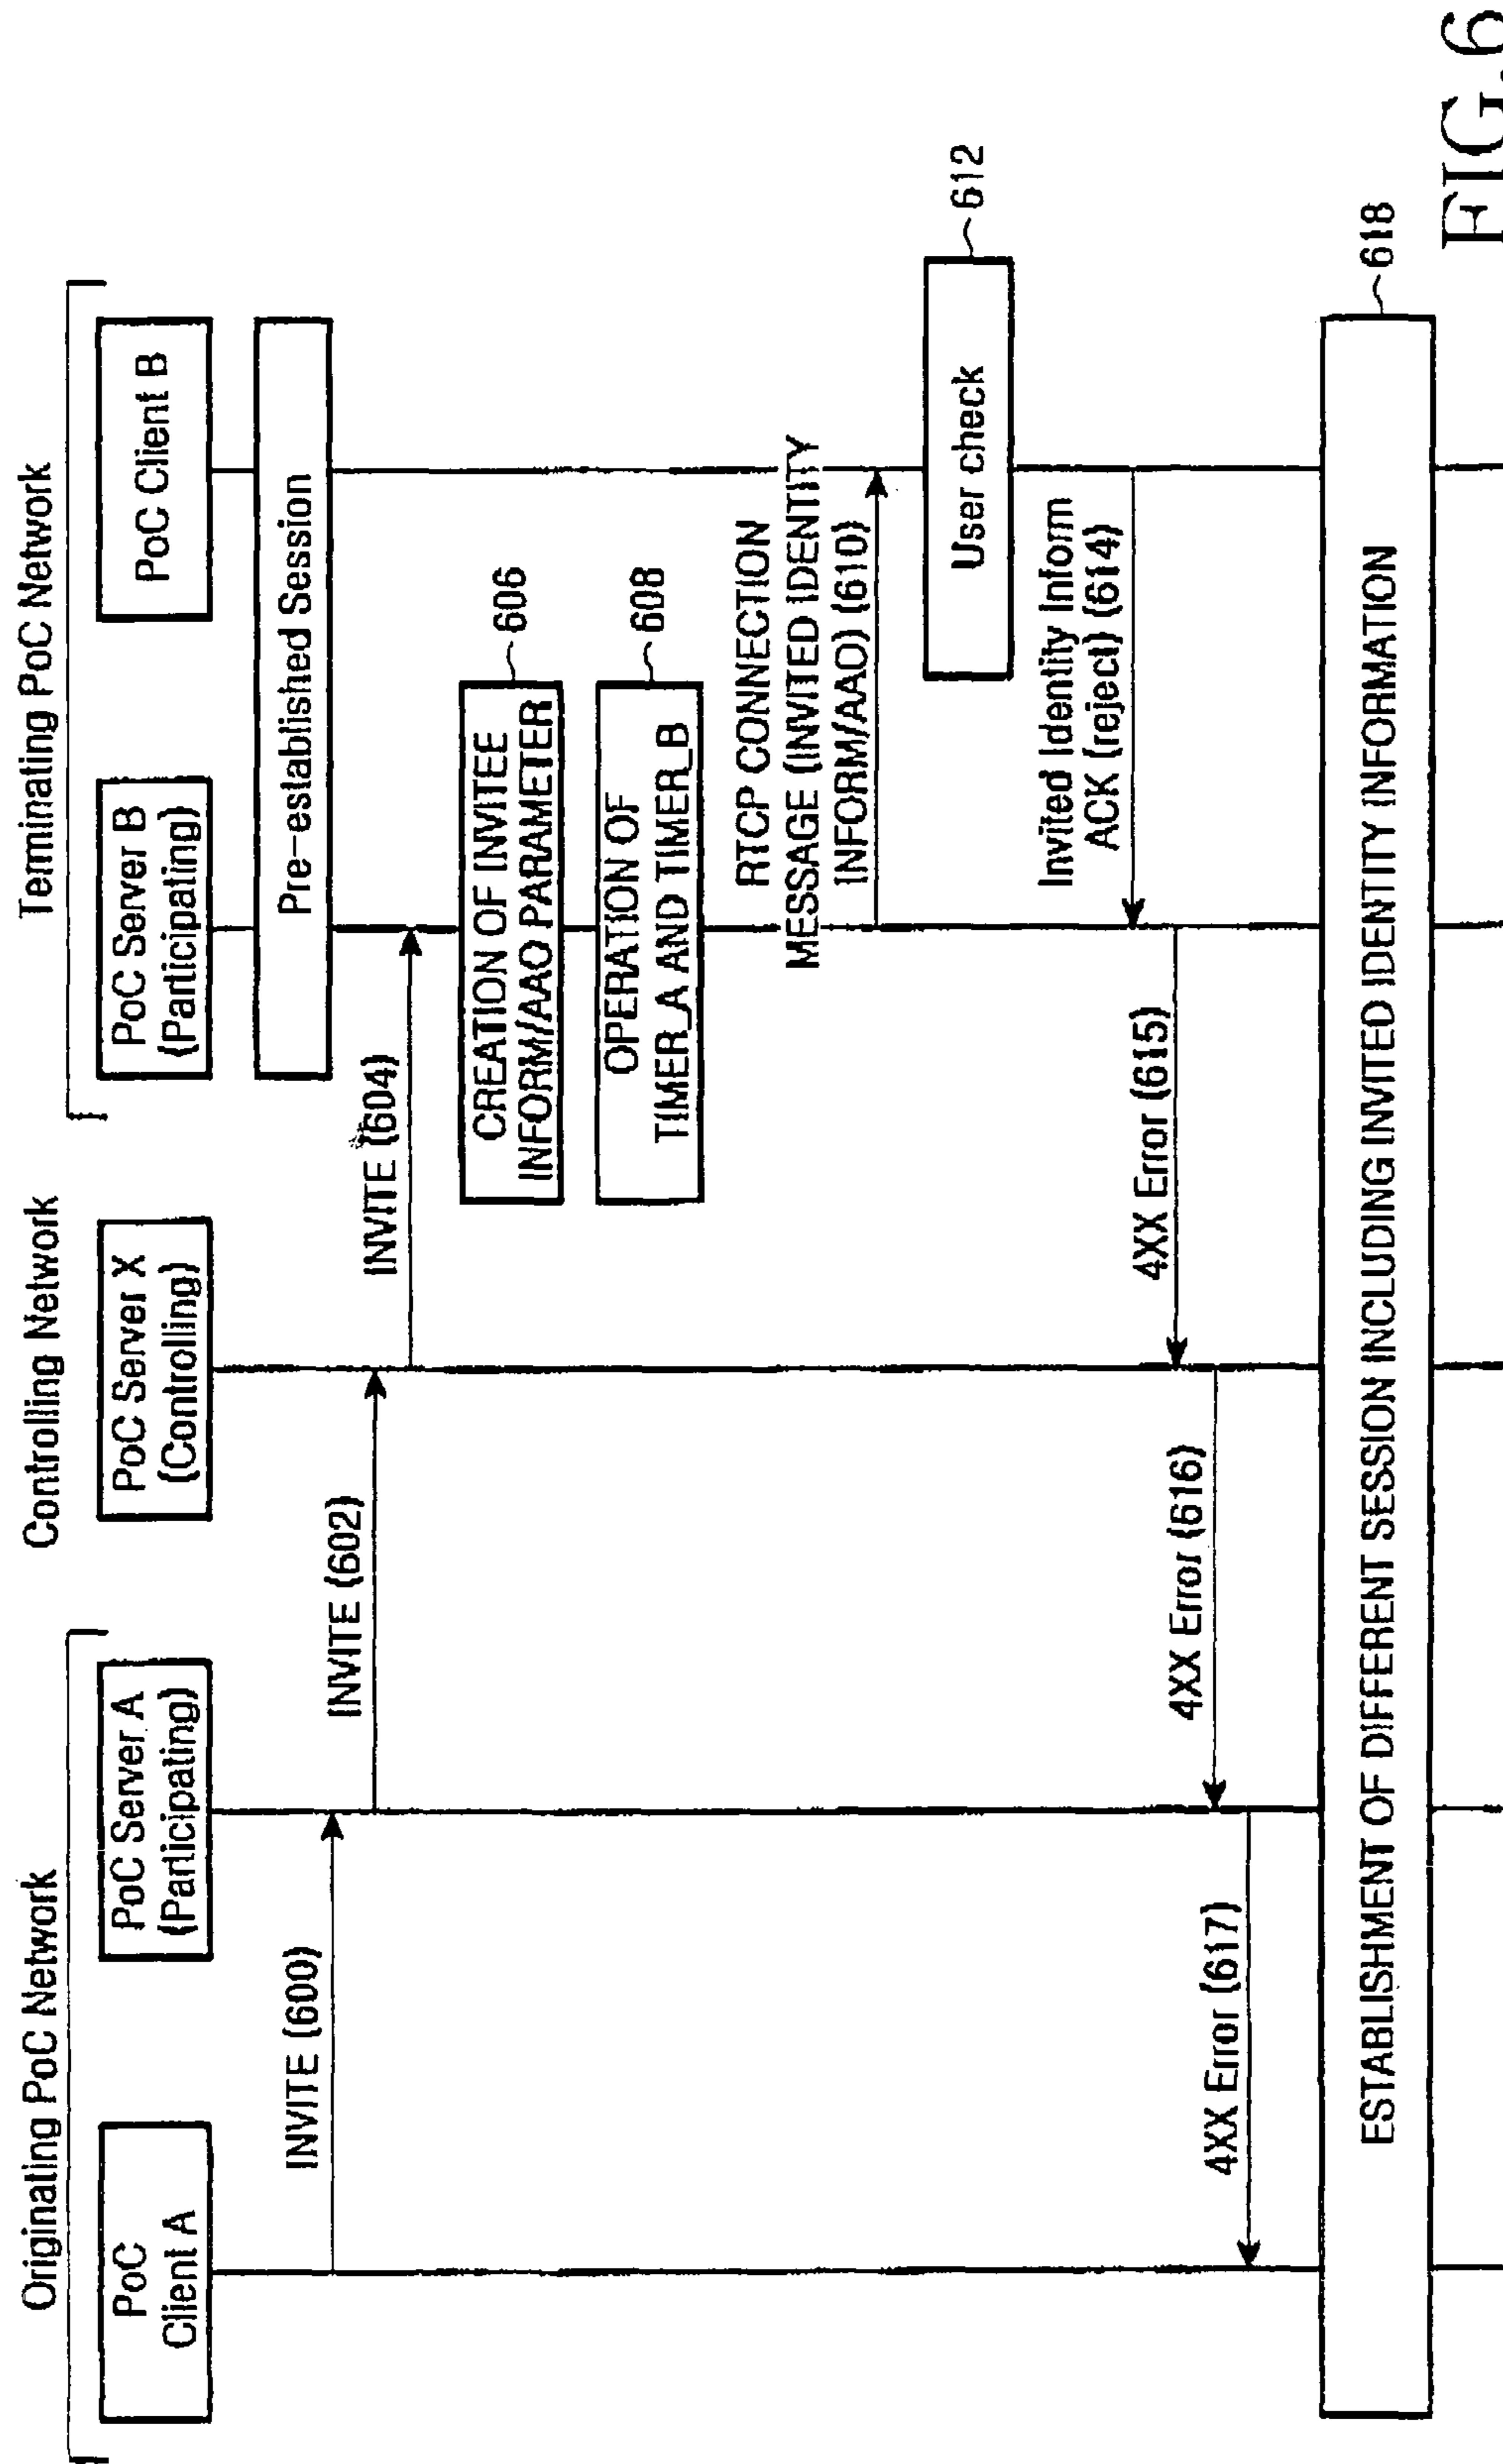 Originating PoC Network
Controlling Network
Terminating PoC Network
PoC
Client A
PoC Server A
(Participating)
PoC Server X
(Controlling)
PoC Server B
(Participating)
PoC Client B
Pre-established Session
INVITE (600)
INVITE (602)
INVITE (604)
CREATION OF INVITEE
INFORM/AAO PARAMETER
606
OPERATION OF
TIMER_A AND TIMER_B
608
RTCP CONNECTION
MESSAGE (INVITED IDENTITY
INFORM/AAO) (610)
User check
612
Invited Identity Inform
ACK (reject) (614)
4XX Error (615)
4XX Error (616)
4XX Error (617)
ESTABLISHMENT OF DIFFERENT SESSION INCLUDING INVITED IDENTITY INFORMATION
618
FIG.6